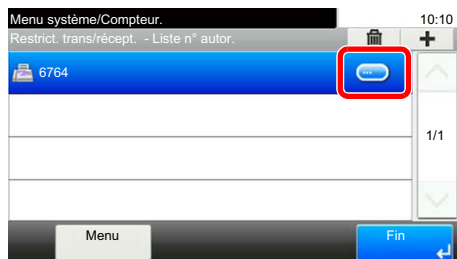 Menu système/Compteur. 10:10
Restrict. trans/récept. - Liste n° autor.
6764
1/1
Menu Fin